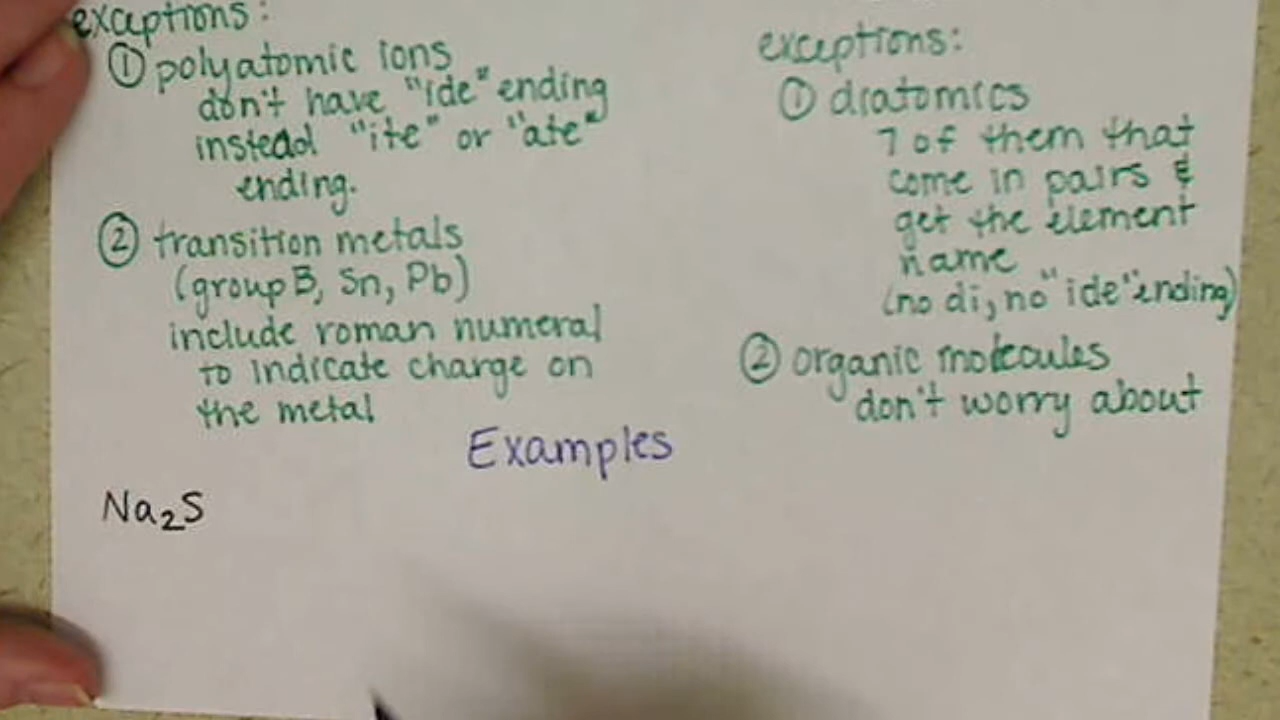 exceptions:
① polyatomic ions
don't have "ide" ending
instead "ite" or "ate"
ending.
② transition metals
(group B, Sn, Pb)
include roman numeral
to indicate charge on
the metal
exceptions:
① diatomics
7 of them that
come in pairs &
get the element
name
(no di, no "ide" ending)
② organic molecules
don't worry about
Examples
Na₂S